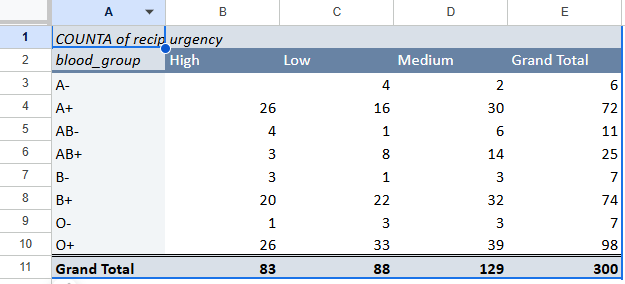 A B C D E
1 COUNTA of recip urgency
2 blood_group High Low Medium Grand Total
3 A- 4 2 6
4 A+ 26 16 30 72
5 AB- 4 1 6 11
6 AB+ 3 8 14 25
7 B- 3 1 3 7
8 B+ 20 22 32 74
9 O- 1 3 3 7
10 O+ 26 33 39 98
11 Grand Total 83 88 129 300